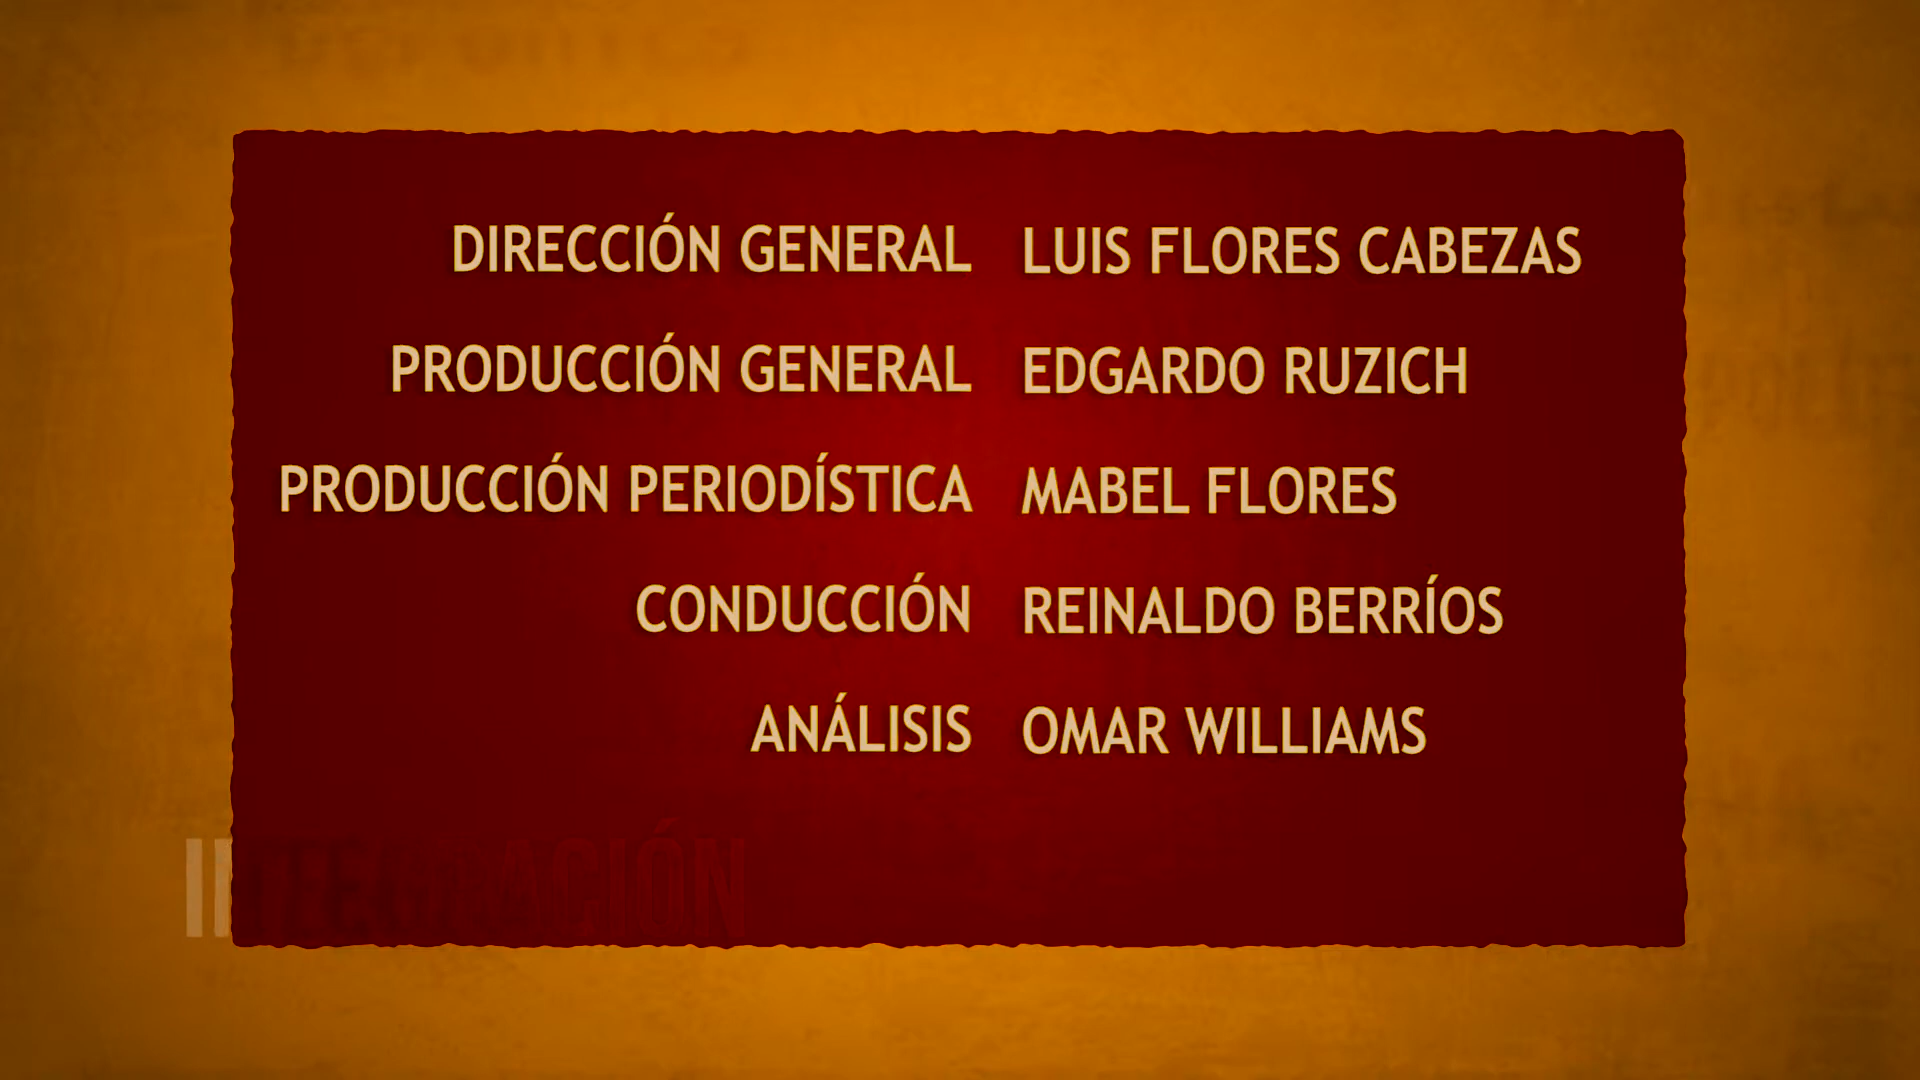 DIRECCIÓN GENERAL LUIS FLORES CABEZAS
PRODUCCIÓN GENERAL EDGARDO RUZICH
PRODUCCIÓN PERIODÍSTICA MABEL FLORES
CONDUCCIÓN REINALDO BERRÍOS
ANÁLISIS OMAR WILLIAMS